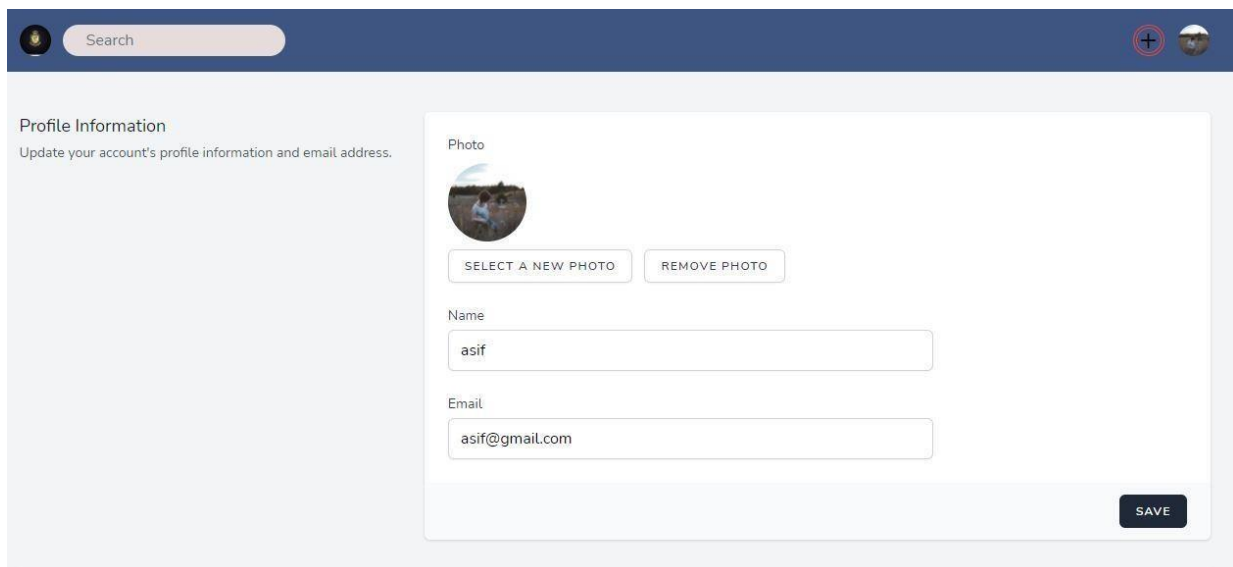 Search
Profile Information
Update your account's profile information and email address.
Photo
SELECT A NEW PHOTO
REMOVE PHOTO
Name
asif
Email
asif@gmail.com
SAVE